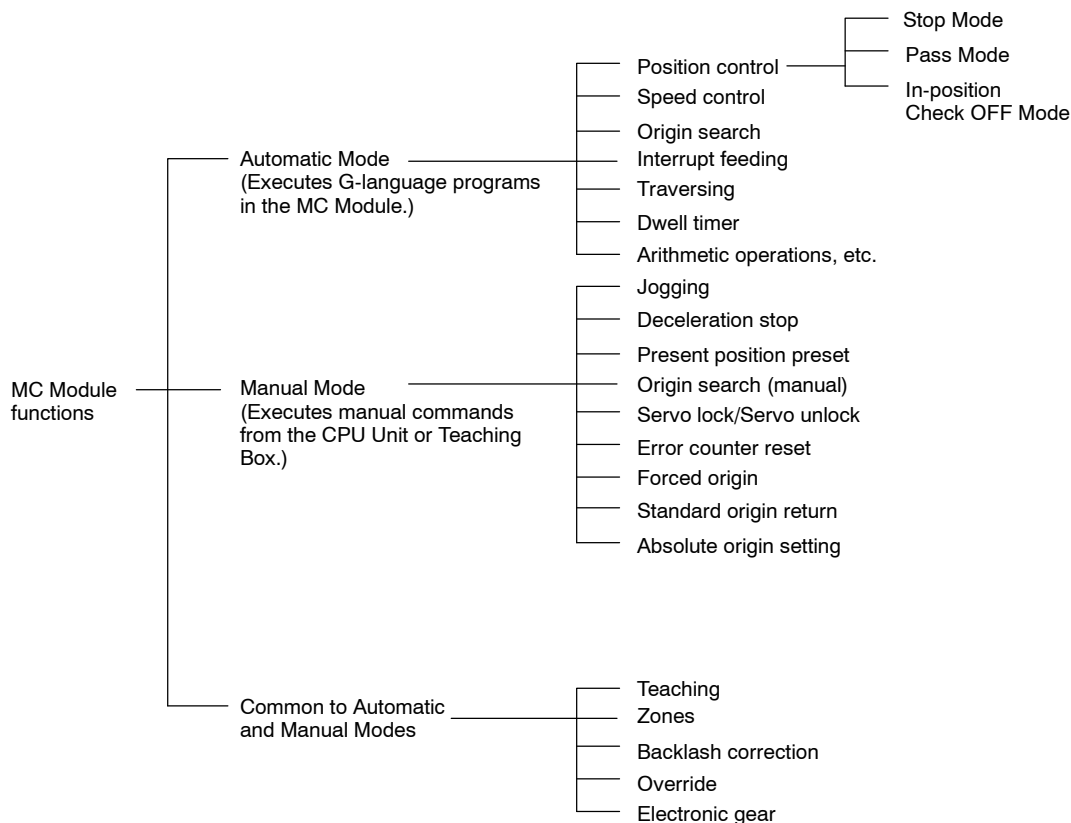 MC Module
functions
Automatic Mode
(Executes G-language programs
in the MC Module.)
Position control
Stop Mode
Pass Mode
In-position
Check OFF Mode
Speed control
Origin search
Interrupt feeding
Traversing
Dwell timer
Arithmetic operations, etc.
Manual Mode
(Executes manual commands
from the CPU Unit or Teaching
Box.)
Jogging
Deceleration stop
Present position preset
Origin search (manual)
Servo lock/Servo unlock
Error counter reset
Forced origin
Standard origin return
Absolute origin setting
Common to Automatic
and Manual Modes
Teaching
Zones
Backlash correction
Override
Electronic gear